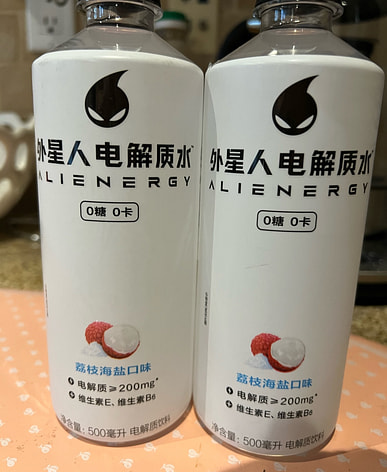 外星人电解质水
ALIENERGY
0糖 0卡
荔枝海盐口味
电解质≥200mg*
+ 维生素E、维生素B6
净含量: 500毫升 电解质饮料
外星人电解质水
ALIENERGY
0糖 0卡
荔枝海盐口味
电解质≥200mg*
+ 维生素E、维生素B6
净含量: 500毫升 电解质饮料